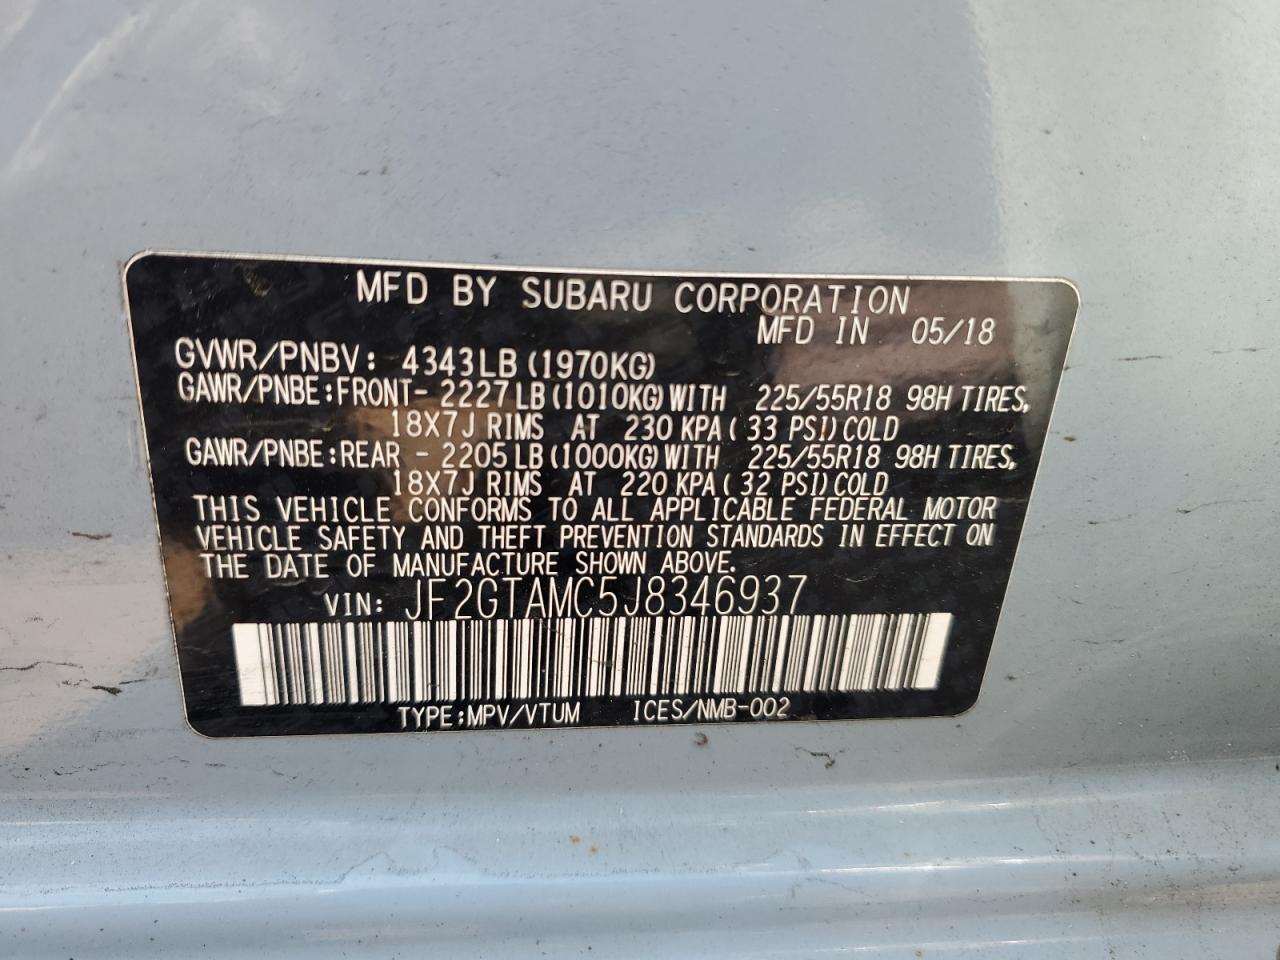 MFD BY SUBARU CORPORATION
MFD IN 05/18
GVWR/PNBV: 4343LB (1970KG)
GAWR/PNBE:FRONT- 2227LB(1010KG)WITH 225/55R18 98H TIRES,
18X7J RIMS AT 230 KPA( 33 PSI)COLD
GAWR/PNBE:REAR - 2205LB(1000KG)WITH 225/55R18 98H TIRES,
18X7J RIMS AT 220 KPA( 32 PSI)COLD
THIS VEHICLE CONFORMS TO ALL APPLICABLE FEDERAL MOTOR
VEHICLE SAFETY AND THEFT PREVENTION STANDARDS IN EFFECT ON
THE DATE OF MANUFACTURE SHOWN ABOVE.
VIN: JF2GTAMC5J8346937
TYPE:MPV/VTUM ICES/NMB-002